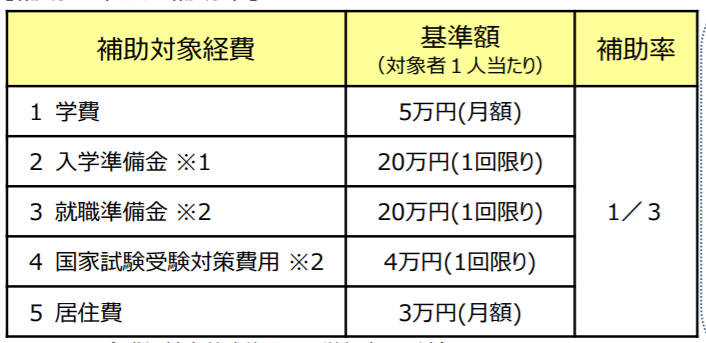 補助対象経費 基準額 補助率
（対象者１人当たり）
1 学費 5万円(月額)
2 入学準備金 ※1 20万円(1回限り)
3 就職準備金 ※2 20万円(1回限り) 1／3
4 国家試験受験対策費用 ※2 4万円(1回限り)
5 居住費 3万円(月額)